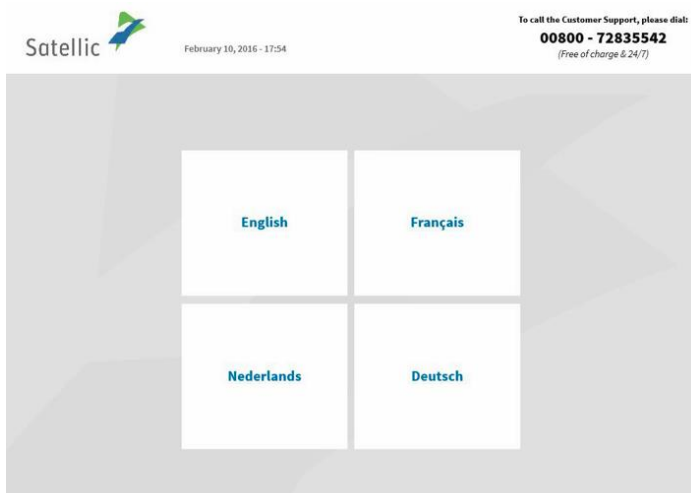 To call the Customer Support, please dial:
00800 - 72835542
(Free of charge & 24/7)
Satellic
February 10, 2016 - 17:54
English
Français
Nederlands
Deutsch